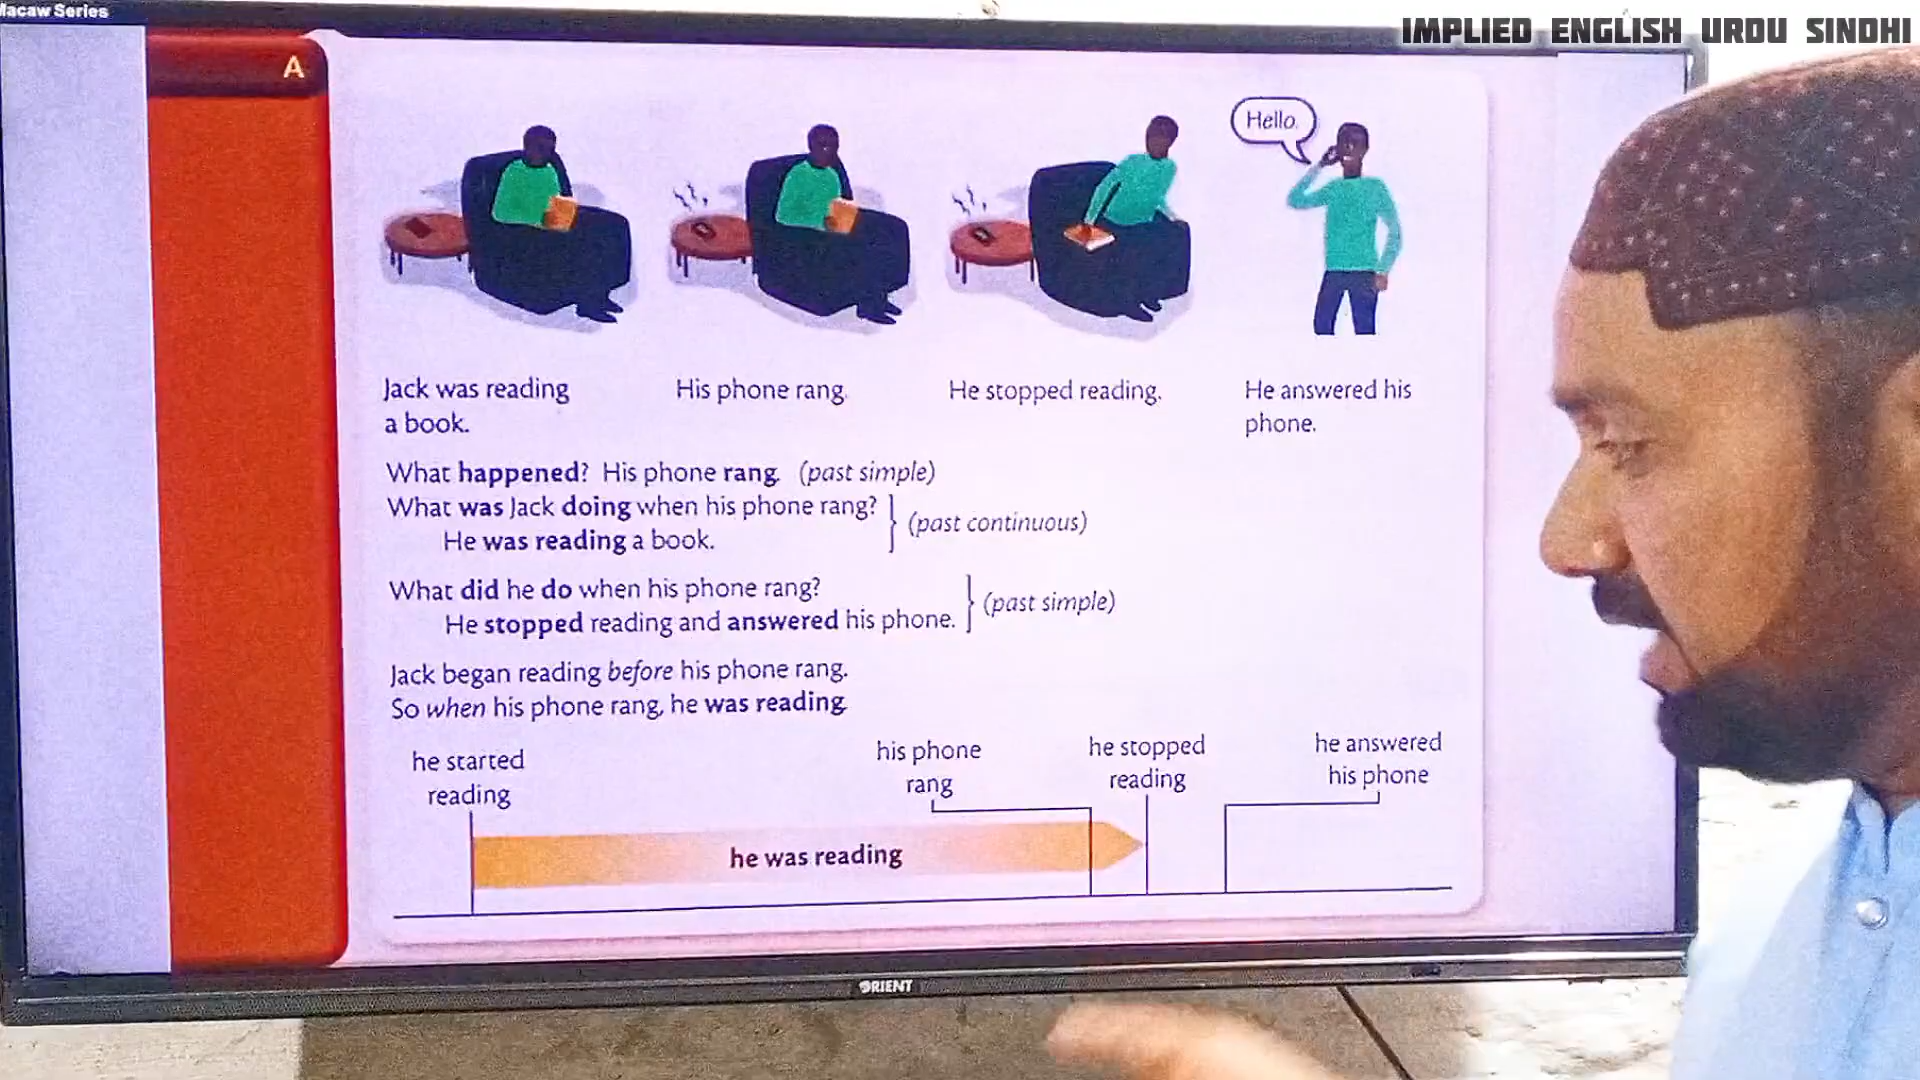 Macaw Series
IMPLIED ENGLISH URDU SINDHI
A
Hello.
Jack was reading
a book.
His phone rang.
He stopped reading.
He answered his
phone.
What happened? His phone rang. (past simple)
What was Jack doing when his phone rang?
He was reading a book.
(past continuous)
What did he do when his phone rang?
He stopped reading and answered his phone.
(past simple)
Jack began reading before his phone rang.
So when his phone rang, he was reading.
he started
reading
his phone
rang
he stopped
reading
he answered
his phone
he was reading
ORIENT